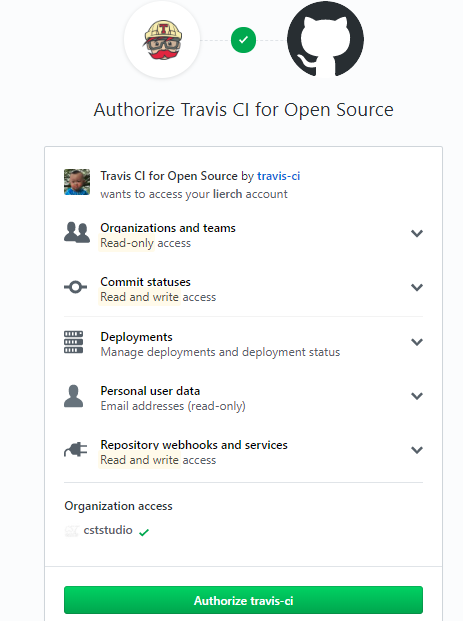 Authorize Travis CI for Open Source
Travis CI for Open Source by travis-ci
wants to access your lierch account
Organizations and teams
Read-only access
Commit statuses
Read and write access
Deployments
Manage deployments and deployment status
Personal user data
Email addresses (read-only)
Repository webhooks and services
Read and write access
Organization access
cststudio
Authorize travis-ci